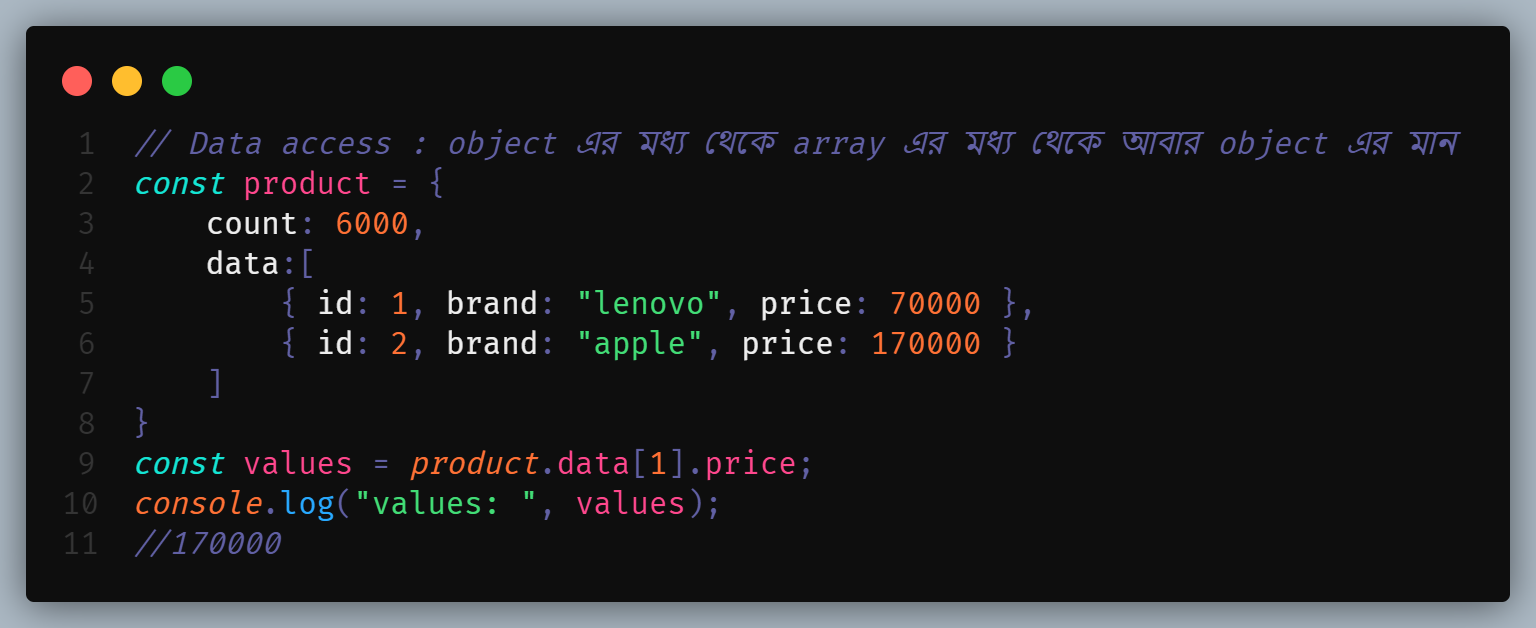 1 // Data access : object এর মধ্য থেকে array এর মধ্য থেকে আবার object এর মান
2 const product = {
3     count: 6000,
4     data:[
5         { id: 1, brand: "lenovo", price: 70000 },
6         { id: 2, brand: "apple", price: 170000 }
7     ]
8 }
9 const values = product.data[1].price;
10 console.log("values: ", values);
11 //170000